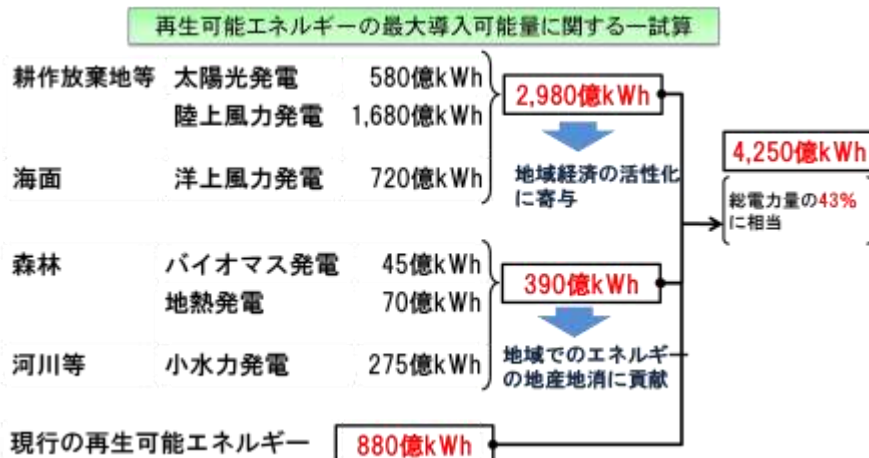 再生可能エネルギーの最大導入可能量に関する一試算
耕作放棄地等 太陽光発電 580億kWh
陸上風力発電 1,680億kWh
海面 洋上風力発電 720億kWh
2,980億kWh
地域経済の活性化
に寄与
森林 バイオマス発電 45億kWh
地熱発電 70億kWh
河川等 小水力発電 275億kWh
390億kWh
地域でのエネルギー
の地産地消に貢献
現行の再生可能エネルギー 880億kWh
4,250億kWh
総電力量の43%
に相当